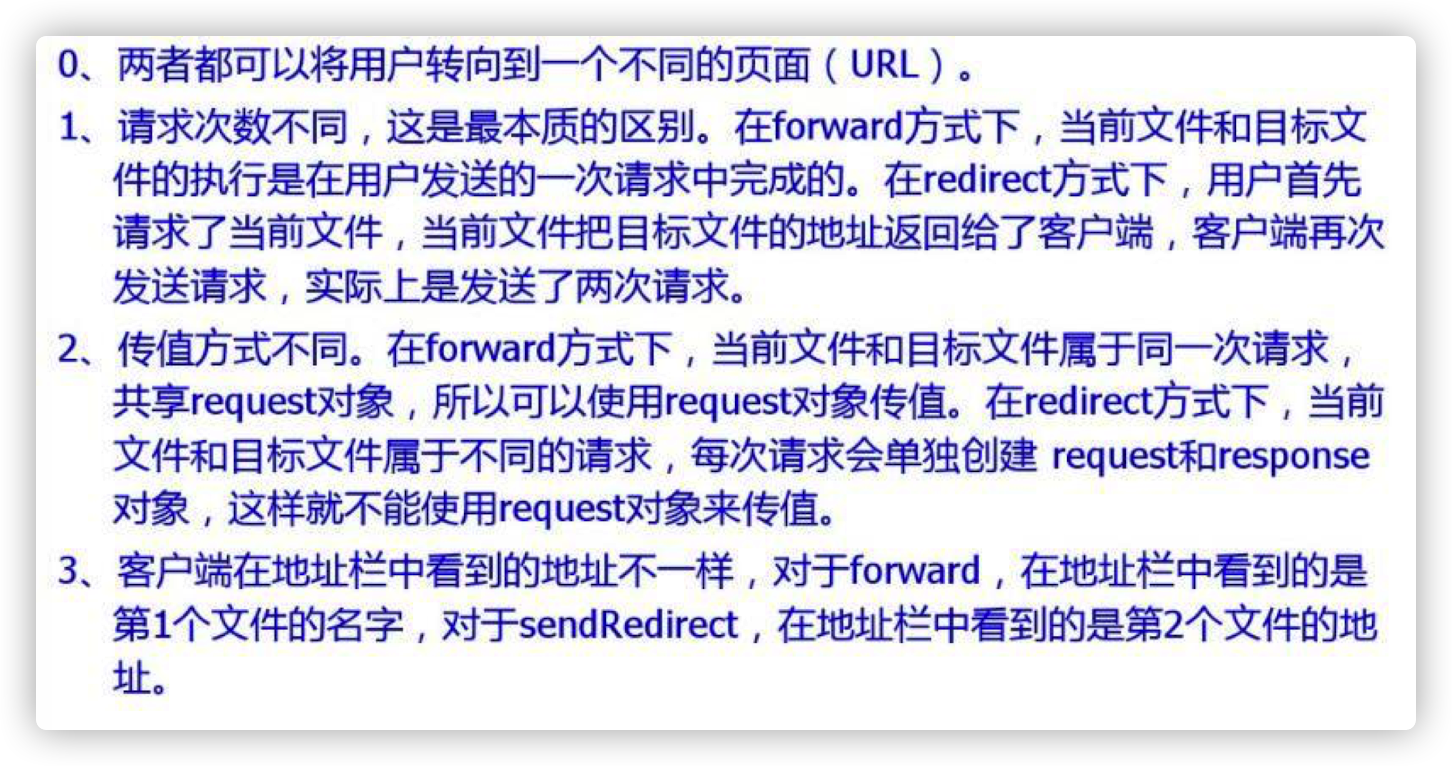 0、两者都可以将用户转向到一个不同的页面（URL）。
1、请求次数不同，这是最本质的区别。在forward方式下，当前文件和目标文
件的执行是在用户发送的一次请求中完成的。在redirect方式下，用户首先
请求了当前文件，当前文件把目标文件的地址返回给了客户端，客户端再次
发送请求，实际上是发送了两次请求。
2、传值方式不同。在forward方式下，当前文件和目标文件属于同一次请求，
共享request对象，所以可以使用request对象传值。在redirect方式下，当前
文件和目标文件属于不同的请求，每次请求会单独创建 request和response
对象，这样就不能使用request对象来传值。
3、客户端在地址栏中看到的地址不一样，对于forward，在地址栏中看到的是
第1个文件的名字，对于sendRedirect，在地址栏中看到的是第2个文件的地
址。